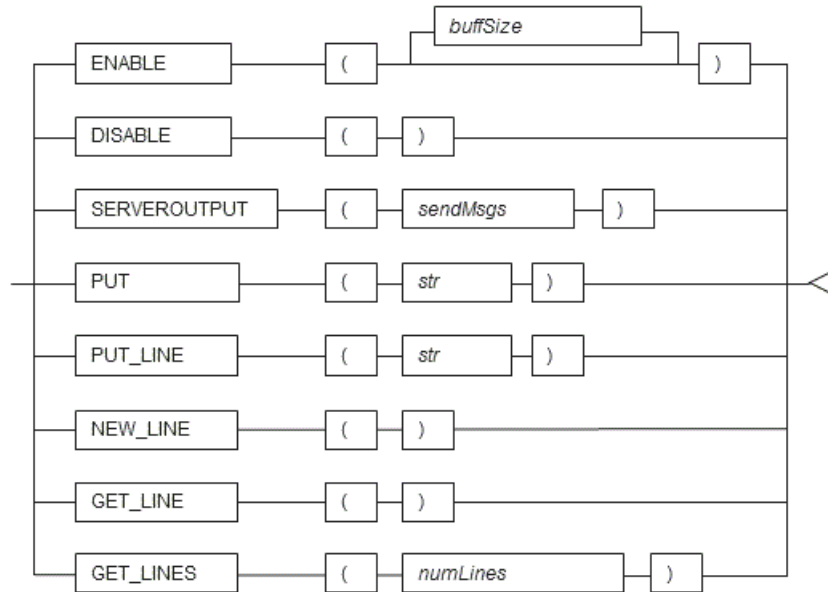 buffSize
ENABLE ( )
DISABLE ( )
SERVEROUTPUT ( sendMsgs )
PUT ( str )
PUT_LINE ( str )
NEW_LINE ( )
GET_LINE ( )
GET_LINES ( numLines )